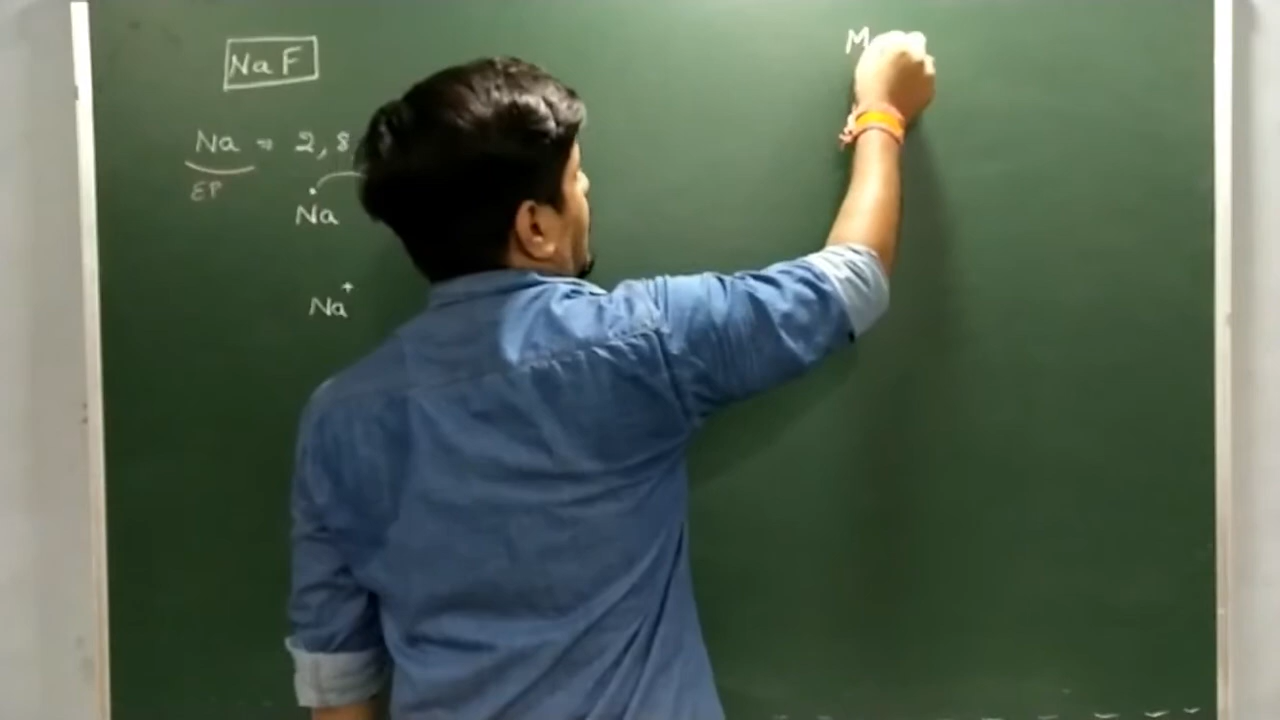 NaF
M
Na = 2,8
EP
Na
Na+